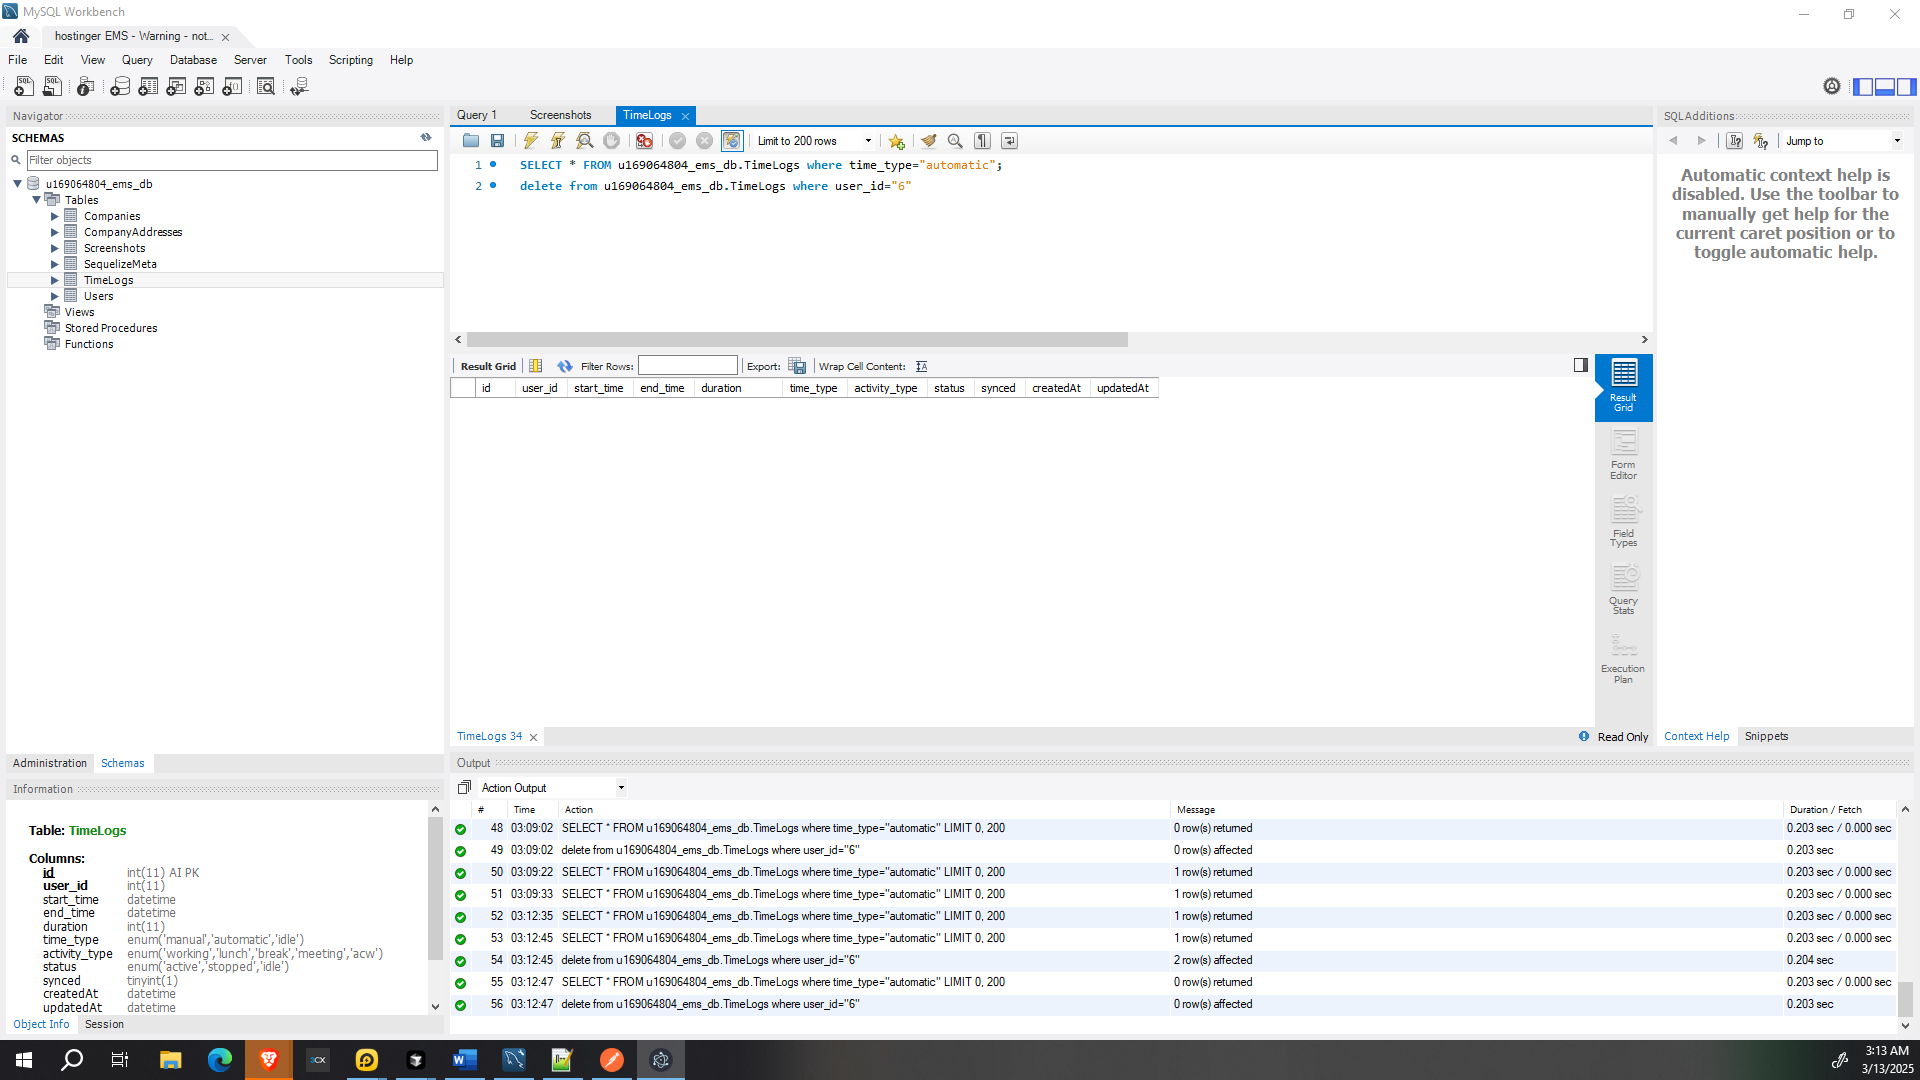 MySQL Workbench
hostinger EMS - Warning - not...
File Edit View Query Database Server Tools Scripting Help
Navigator
SCHEMAS
Filter objects
u169064804_ems_db
Tables
Companies
CompanyAddresses
Screenshots
SequelizeMeta
TimeLogs
Users
Views
Stored Procedures
Functions
Administration Schemas
Information
Table: TimeLogs
Columns:
id int(11) AI PK
user_id int(11)
start_time datetime
end_time datetime
duration int(11)
time_type enum('manual','automatic','idle')
activity_type enum('working','lunch','break','meeting','acw')
status enum('active','stopped','idle')
synced tinyint(1)
createdAt datetime
updatedAt datetime
Object Info Session
Query 1 Screenshots TimeLogs
Limit to 200 rows
1 SELECT * FROM u169064804_ems_db.TimeLogs where time_type="automatic";
2 delete from u169064804_ems_db.TimeLogs where user_id="6"
Result Grid Filter Rows: Export: Wrap Cell Content:
id user_id start_time end_time duration time_type activity_type status synced createdAt updatedAt
Result Grid
Form Editor
Field Types
Query Stats
Execution Plan
TimeLogs 34 Read Only
SQLAdditions
Jump to
Automatic context help is
disabled. Use the toolbar to
manually get help for the
current caret position or to
toggle automatic help.
Context Help Snippets
Output
Action Output
# Time Action Message Duration / Fetch
48 03:09:02 SELECT * FROM u169064804_ems_db.TimeLogs where time_type="automatic" LIMIT 0, 200 0 row(s) returned 0.203 sec / 0.000 sec
49 03:09:02 delete from u169064804_ems_db.TimeLogs where user_id="6" 0 row(s) affected 0.203 sec
50 03:09:22 SELECT * FROM u169064804_ems_db.TimeLogs where time_type="automatic" LIMIT 0, 200 1 row(s) returned 0.203 sec / 0.000 sec
51 03:09:33 SELECT * FROM u169064804_ems_db.TimeLogs where time_type="automatic" LIMIT 0, 200 1 row(s) returned 0.203 sec / 0.000 sec
52 03:12:35 SELECT * FROM u169064804_ems_db.TimeLogs where time_type="automatic" LIMIT 0, 200 1 row(s) returned 0.203 sec / 0.000 sec
53 03:12:45 SELECT * FROM u169064804_ems_db.TimeLogs where time_type="automatic" LIMIT 0, 200 1 row(s) returned 0.203 sec / 0.000 sec
54 03:12:45 delete from u169064804_ems_db.TimeLogs where user_id="6" 2 row(s) affected 0.204 sec
55 03:12:47 SELECT * FROM u169064804_ems_db.TimeLogs where time_type="automatic" LIMIT 0, 200 0 row(s) returned 0.203 sec / 0.000 sec
56 03:12:47 delete from u169064804_ems_db.TimeLogs where user_id="6" 0 row(s) affected 0.203 sec
3:13 AM
3/13/2025